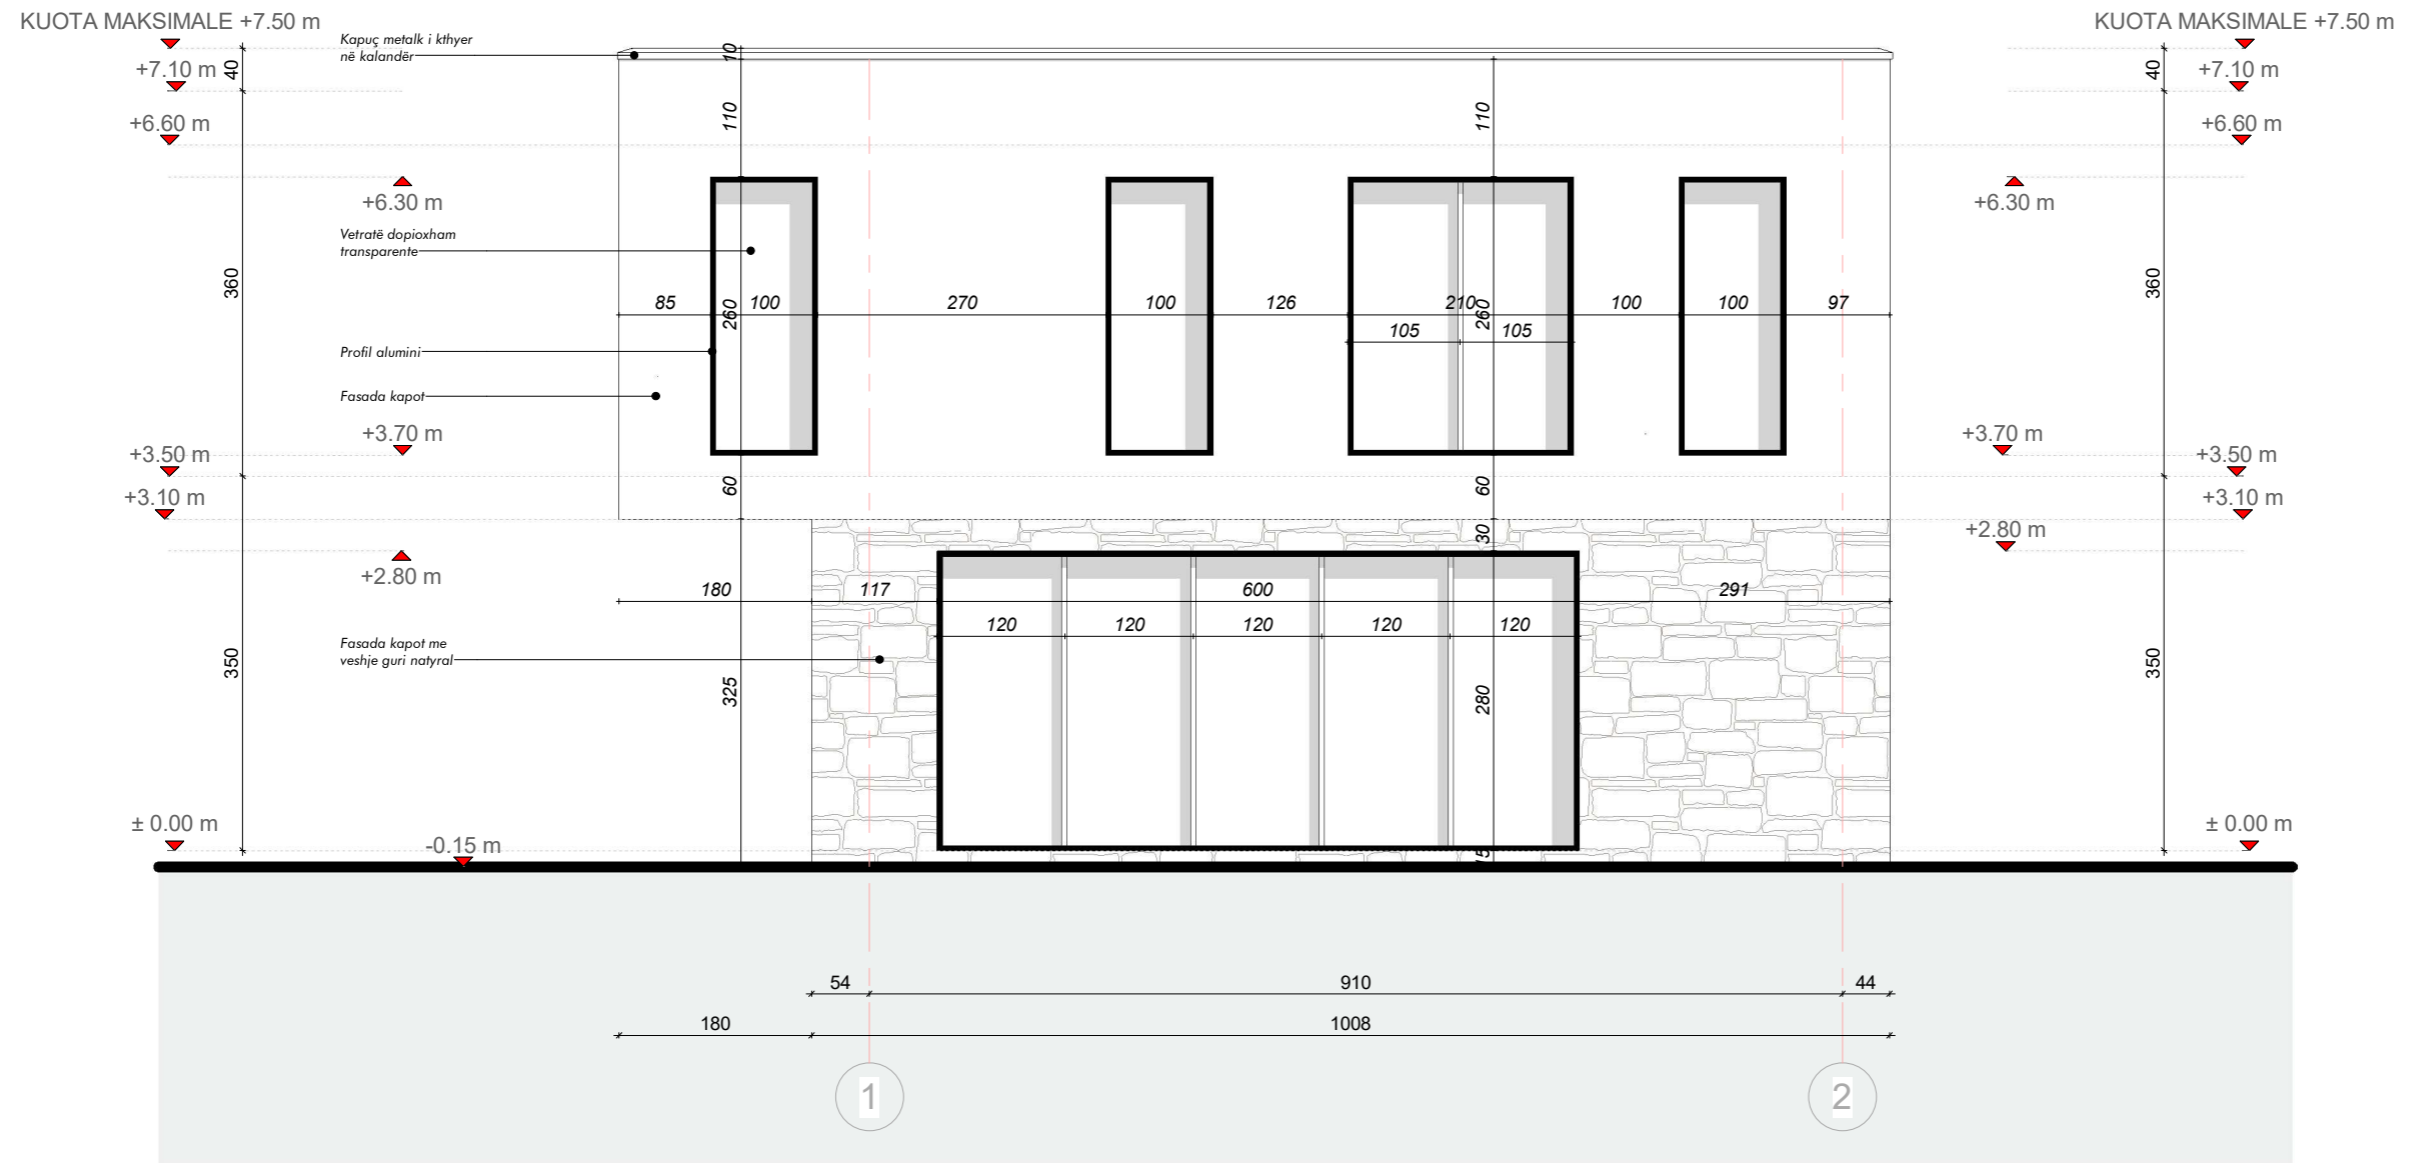 KUOTA MAKSIMALE +7.50 m
KUOTA MAKSIMALE +7.50 m
Kapuç metalk i kthyer
në kalandër
+7.10 m
40
10
40
+7.10 m
+6.60 m
110
110
+6.60 m
+6.30 m
+6.30 m
Vetratë dopioxham
transparente
360
360
85
260
100
270
100
126
210
260
100
100
97
105
105
Profil alumini
Fasada kapot
+3.70 m
+3.70 m
+3.50 m
+3.50 m
60
60
+3.10 m
+3.10 m
30
+2.80 m
+2.80 m
180
117
600
291
120
120
120
120
120
Fasada kapot me
veshje guri natyral
350
350
325
280
± 0.00 m
± 0.00 m
-0.15 m
15
54
910
44
180
1008
1
2